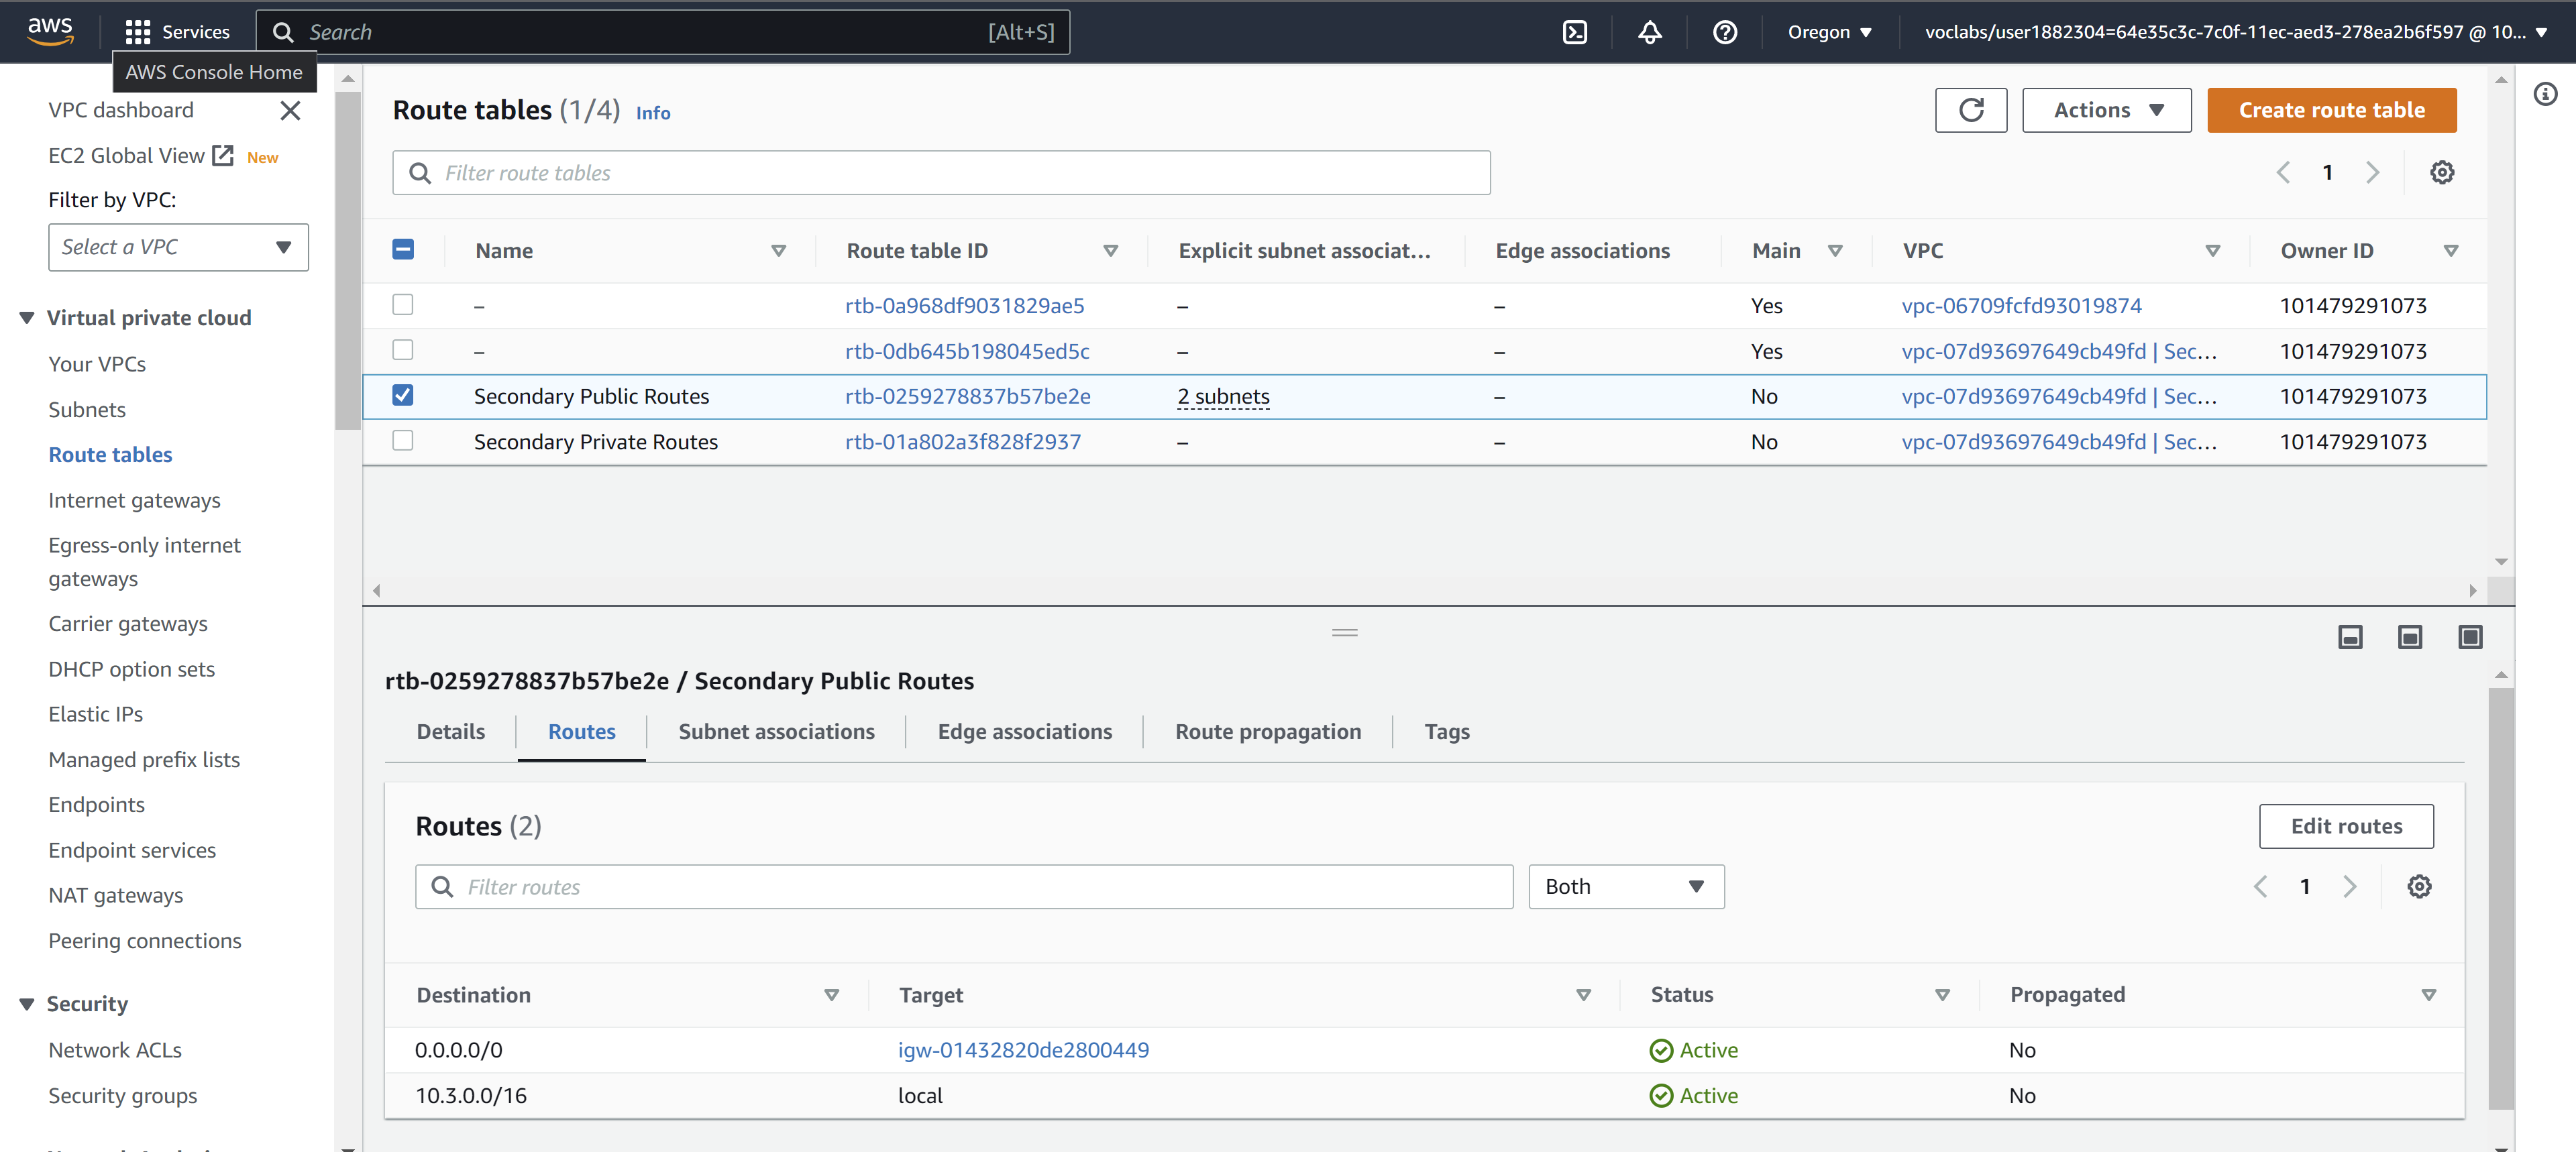 aws
Services
Search
[Alt+S]
Oregon
voclabs/user1882304=64e35c3c-7c0f-11ec-aed3-278ea2b6f597 @ 10...
AWS Console Home
VPC dashboard
EC2 Global View New
Filter by VPC:
Select a VPC
Virtual private cloud
Your VPCs
Subnets
Route tables
Internet gateways
Egress-only internet
gateways
Carrier gateways
DHCP option sets
Elastic IPs
Managed prefix lists
Endpoints
Endpoint services
NAT gateways
Peering connections
Security
Network ACLs
Security groups
Route tables (1/4) Info
Actions
Create route table
Filter route tables
1
Name Route table ID Explicit subnet associat... Edge associations Main VPC Owner ID
– rtb-0a968df9031829ae5 – – Yes vpc-06709fcfd93019874 101479291073
– rtb-0db645b198045ed5c – – Yes vpc-07d93697649cb49fd | Sec... 101479291073
Secondary Public Routes rtb-0259278837b57be2e 2 subnets – No vpc-07d93697649cb49fd | Sec... 101479291073
Secondary Private Routes rtb-01a802a3f828f2937 – – No vpc-07d93697649cb49fd | Sec... 101479291073
rtb-0259278837b57be2e / Secondary Public Routes
Details Routes Subnet associations Edge associations Route propagation Tags
Routes (2)
Edit routes
Filter routes
Both
1
Destination Target Status Propagated
0.0.0.0/0 igw-01432820de2800449 Active No
10.3.0.0/16 local Active No